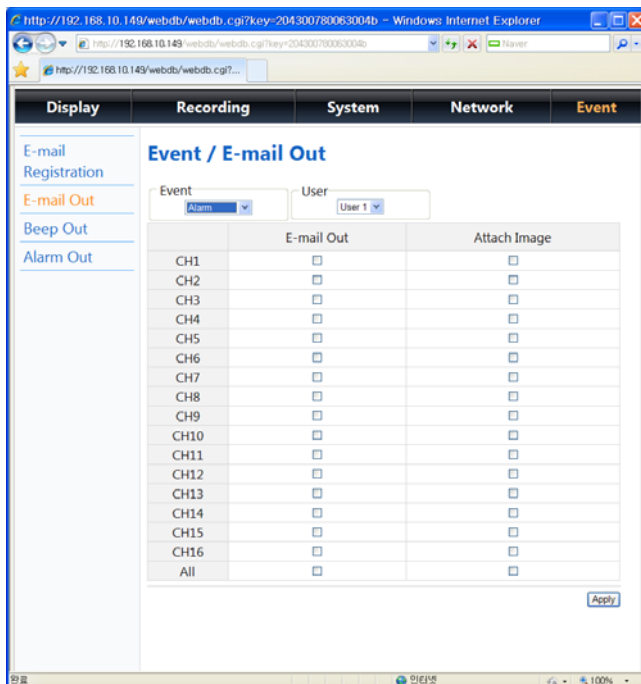 http://192.168.10.149/webdb/webdb.cgi?key=204300780063004b - Windows Internet Explorer
http://192.168.10.149/webdb/webdb.cgi?key=204300780063004b Naver
http://192.168.10.149/webdb/webdb.cgi?...
Display Recording System Network Event
E-mail
Registration
E-mail Out
Beep Out
Alarm Out
Event / E-mail Out
Event User
Alarm User 1
E-mail Out Attach Image
CH1
CH2
CH3
CH4
CH5
CH6
CH7
CH8
CH9
CH10
CH11
CH12
CH13
CH14
CH15
CH16
All
Apply
완료 인터넷 100%